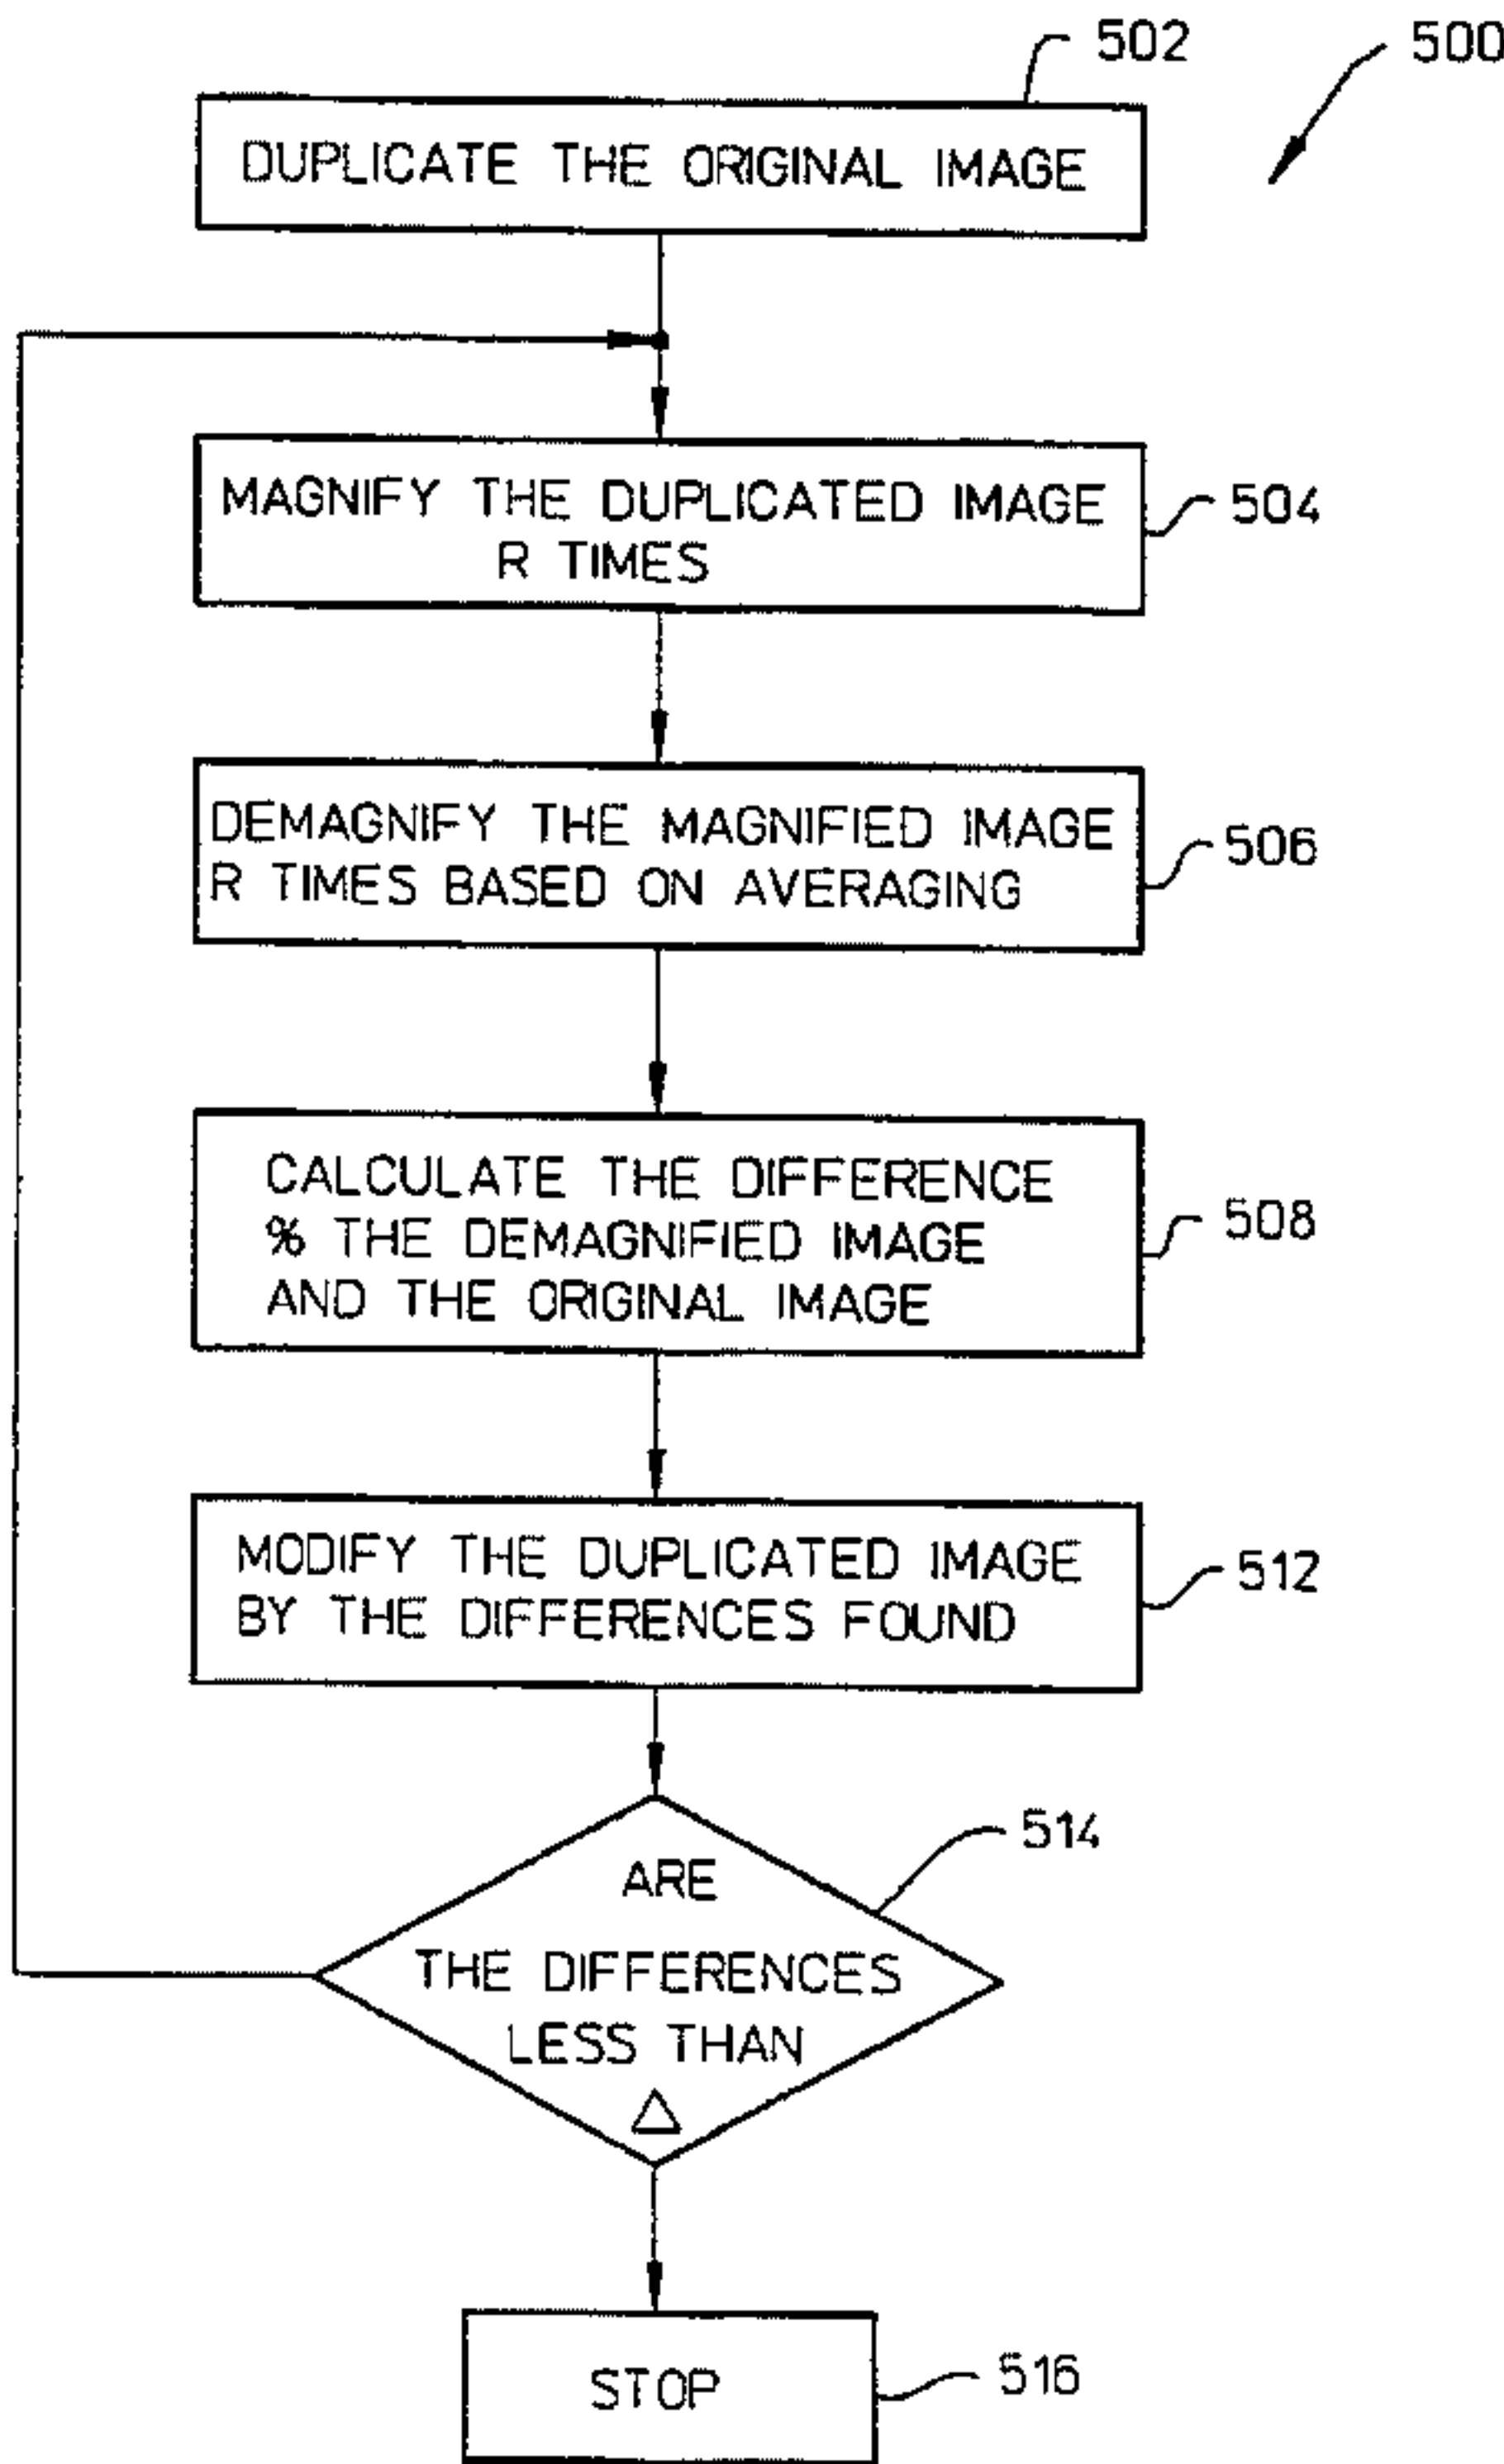 502
500
DUPLICATE THE ORIGINAL IMAGE
MAGNIFY THE DUPLICATED IMAGE
R TIMES
504
DEMAGNIFY THE MAGNIFIED IMAGE
R TIMES BASED ON AVERAGING
506
CALCULATE THE DIFFERENCE
% THE DEMAGNIFIED IMAGE
AND THE ORIGINAL IMAGE
508
MODIFY THE DUPLICATED IMAGE
BY THE DIFFERENCES FOUND
512
514
ARE
THE DIFFERENCES
LESS THAN
△
STOP
516